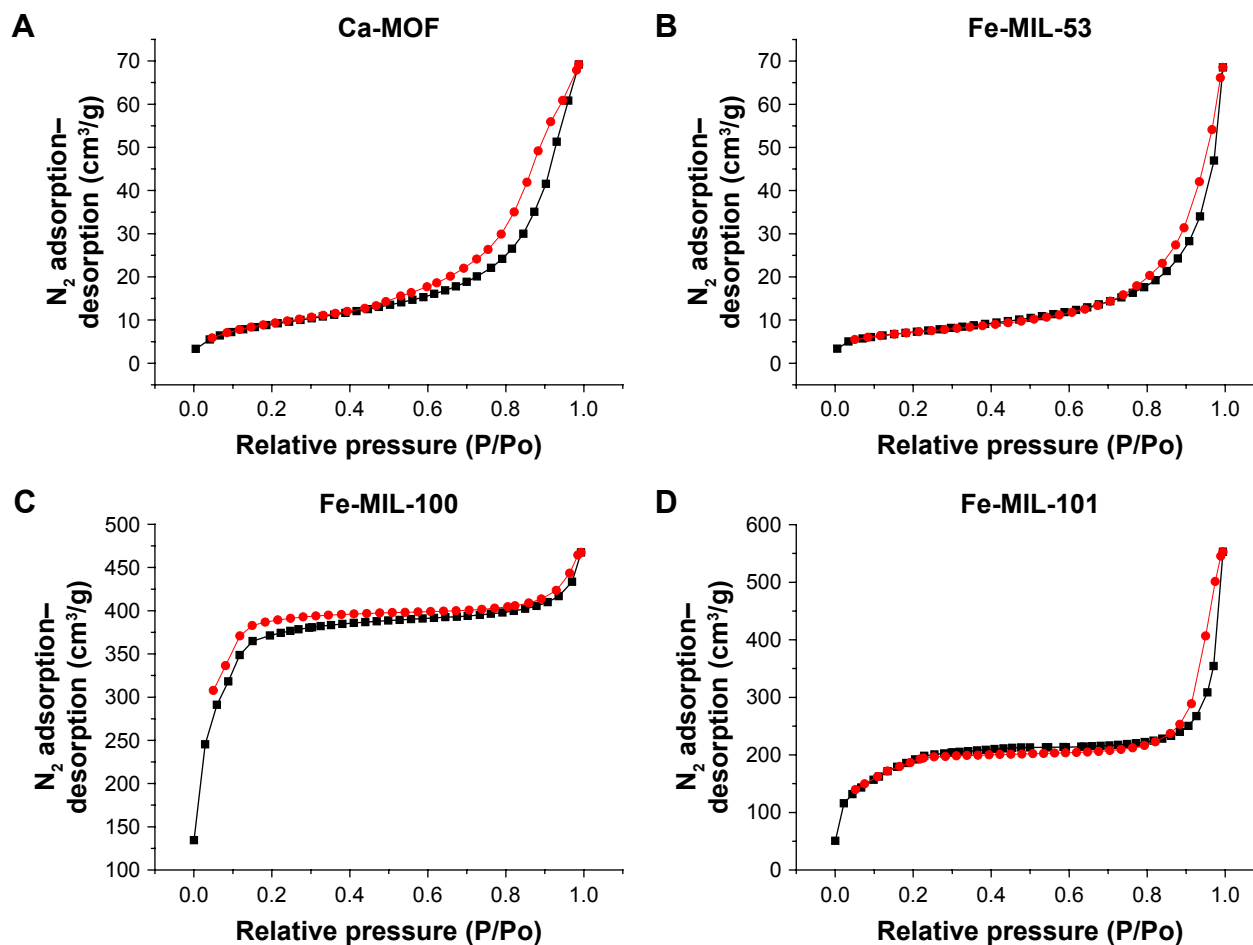 A
Ca-MOF
N₂ adsorption–
desorption (cm³/g)
70
60
50
40
30
20
10
0
0.0 0.2 0.4 0.6 0.8 1.0
Relative pressure (P/Po)
B
Fe-MIL-53
N₂ adsorption–
desorption (cm³/g)
70
60
50
40
30
20
10
0
0.0 0.2 0.4 0.6 0.8 1.0
Relative pressure (P/Po)
C
Fe-MIL-100
N₂ adsorption–
desorption (cm³/g)
500
450
400
350
300
250
200
150
100
0.0 0.2 0.4 0.6 0.8 1.0
Relative pressure (P/Po)
D
Fe-MIL-101
N₂ adsorption–
desorption (cm³/g)
600
500
400
300
200
100
0
0.0 0.2 0.4 0.6 0.8 1.0
Relative pressure (P/Po)